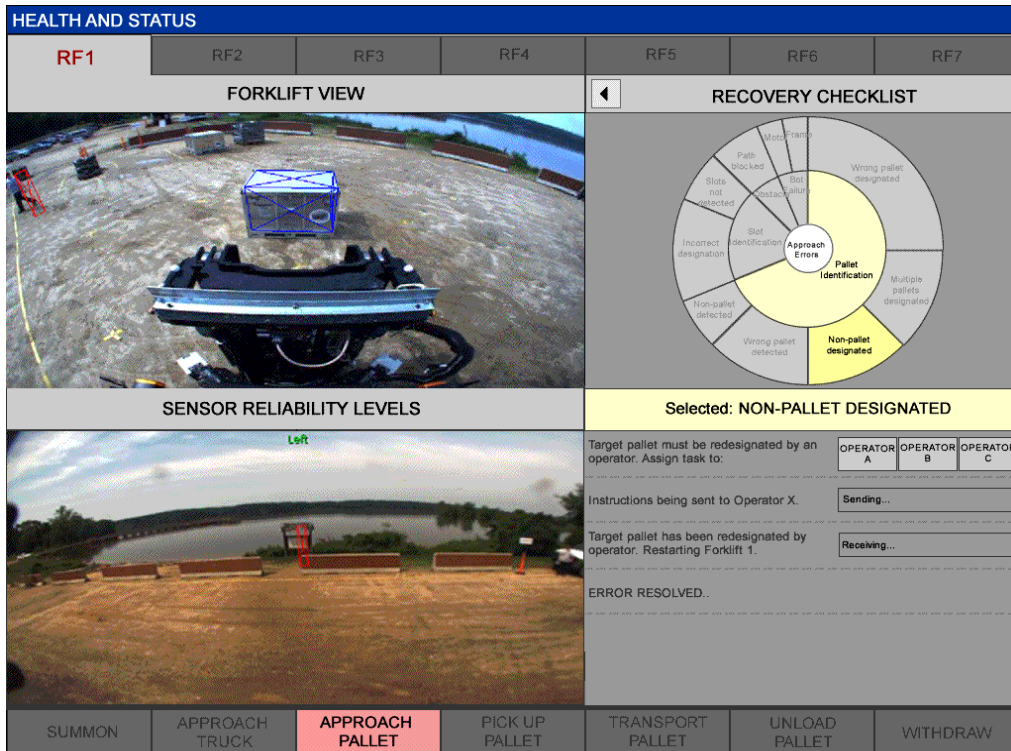 HEALTH AND STATUS
RF1
RF2
RF3
RF4
RF5
RF6
RF7
FORKLIFT VIEW
RECOVERY CHECKLIST
Wrong pallet
designated
Multiple
pallets
designated
Non-pallet
designated
Wrong pallet
detected
Non-pallet
detected
Incorrect
designation
Slots
not
detected
Path
blocked
Frame
Pallet
Identification
Slot
Identification
Bot
Failure
Approach
Errors
SENSOR RELIABILITY LEVELS
Left
Selected: NON-PALLET DESIGNATED
Target pallet must be redesignated by an
operator. Assign task to:
OPERATOR
A
OPERATOR
B
OPERATOR
C
Instructions being sent to Operator X.
Sending...
Target pallet has been redesignated by
operator. Restarting Forklift 1.
Receiving...
ERROR RESOLVED..
SUMMON
APPROACH
TRUCK
APPROACH
PALLET
PICK UP
PALLET
TRANSPORT
PALLET
UNLOAD
PALLET
WITHDRAW